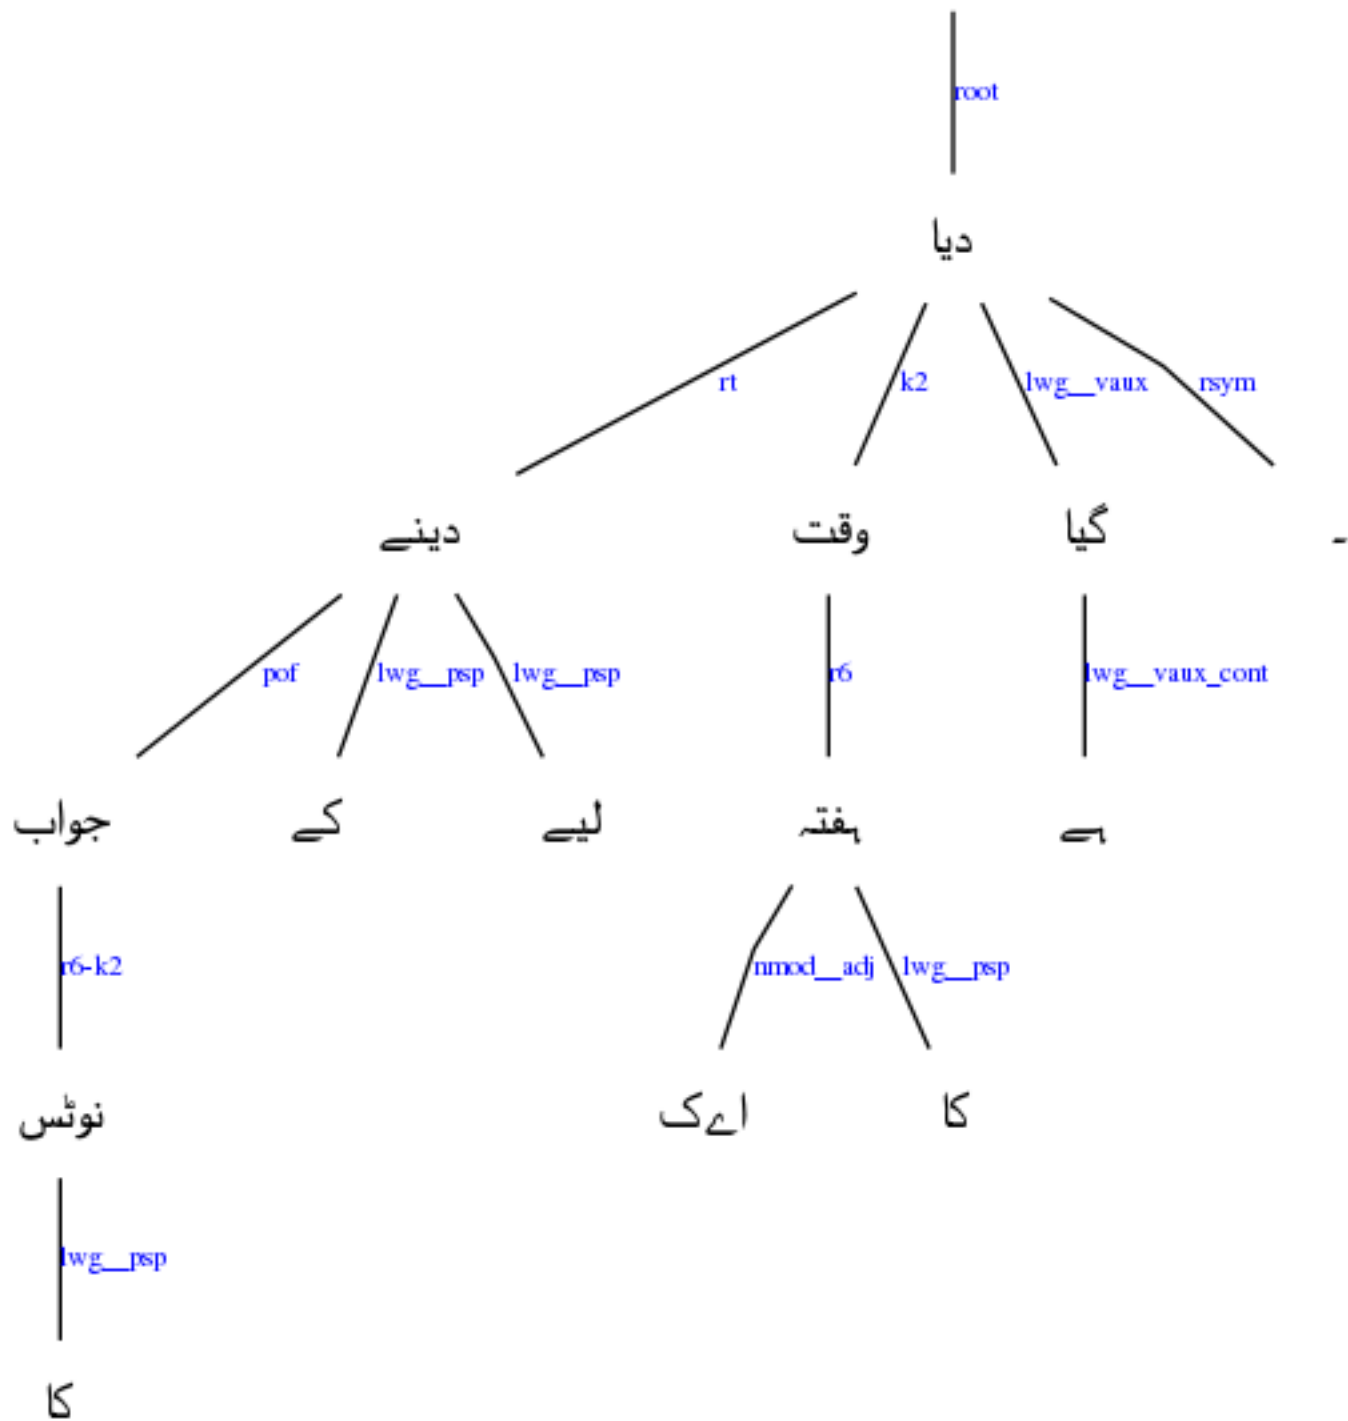 root
دیا
rt k2 lwg__vaux rsym
دینے وقت گیا ۔
pof lwg__psp lwg__psp r6 lwg__vaux_cont
جواب کے لیے ہفتہ ہے
r6-k2 nmod__adj lwg__psp
نوٹس اےک کا
lwg__psp
کا